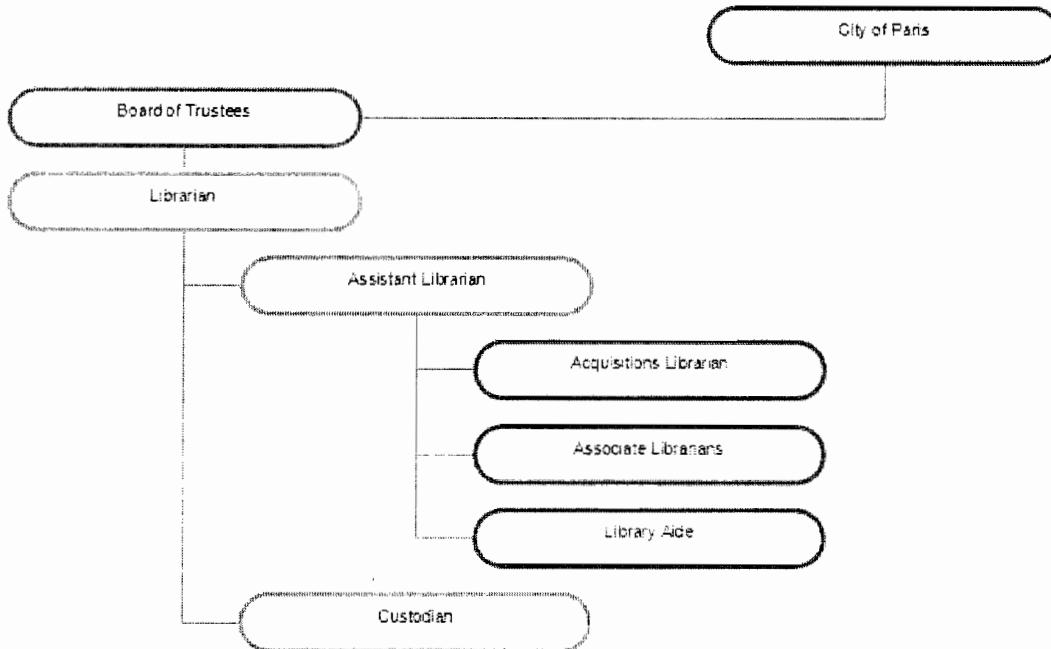 City of Paris
Board of Trustees
Librarian
Assistant Librarian
Acquisitions Librarian
Associate Librarians
Library Aide
Custodian